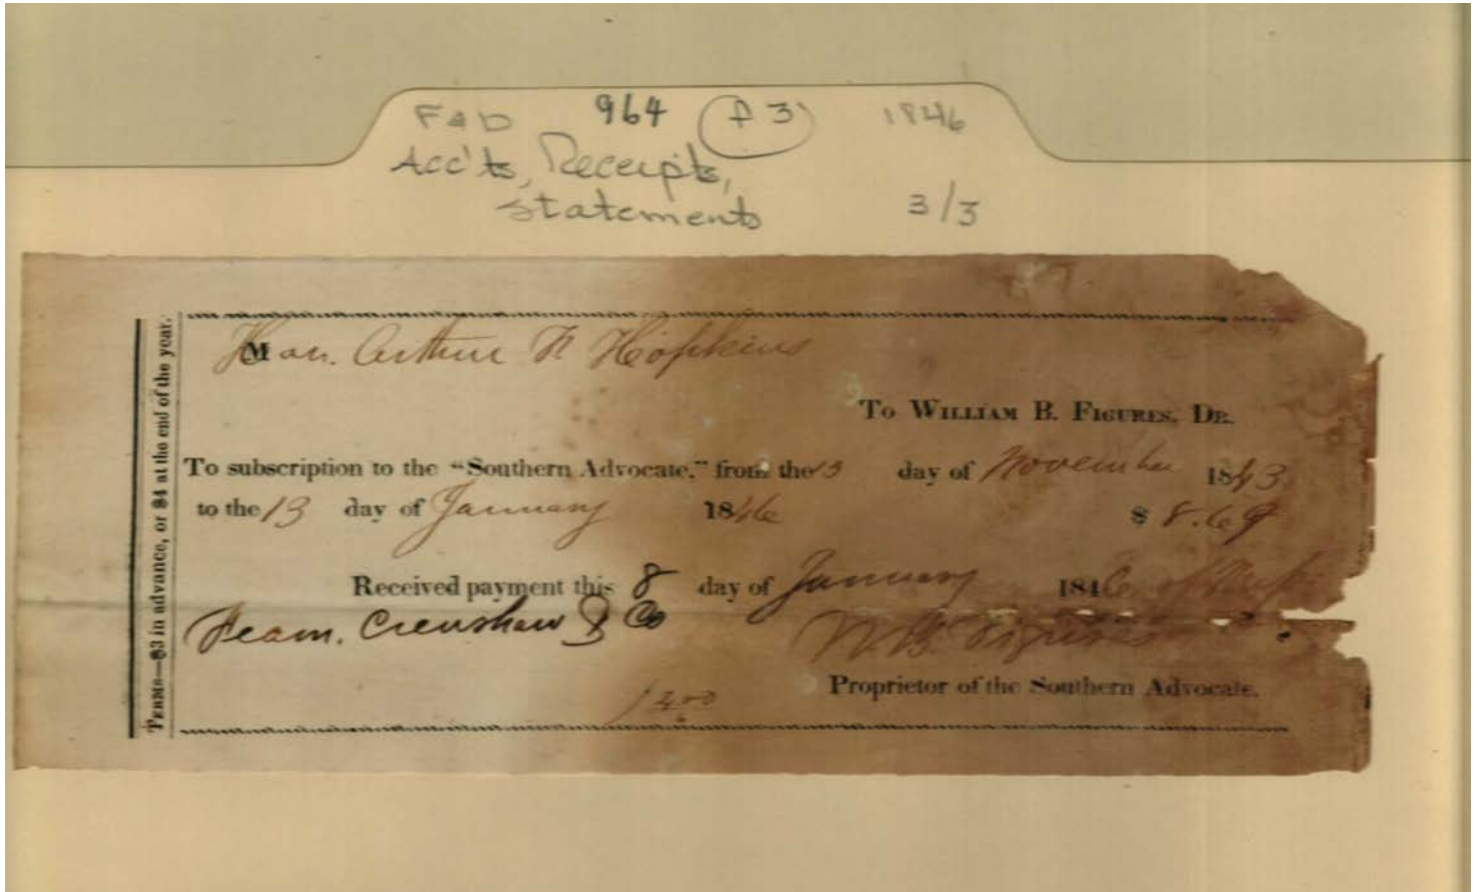 F&D 964 f 3 1846
Acc'ts, Receipts,
Statements 3/3
Hon. Arthur F Hopkins
To William B. Figures, Dr.
To subscription to the "Southern Advocate," from the 13 day of November 1843
to the 13 day of January 1846 $ 8.69
Received payment this 8 day of January 1846
Fearn. Crenshaw & Co W. B. Figures
Proprietor of the Southern Advocate.
Terms—$3 in advance, or $4 at the end of the year.